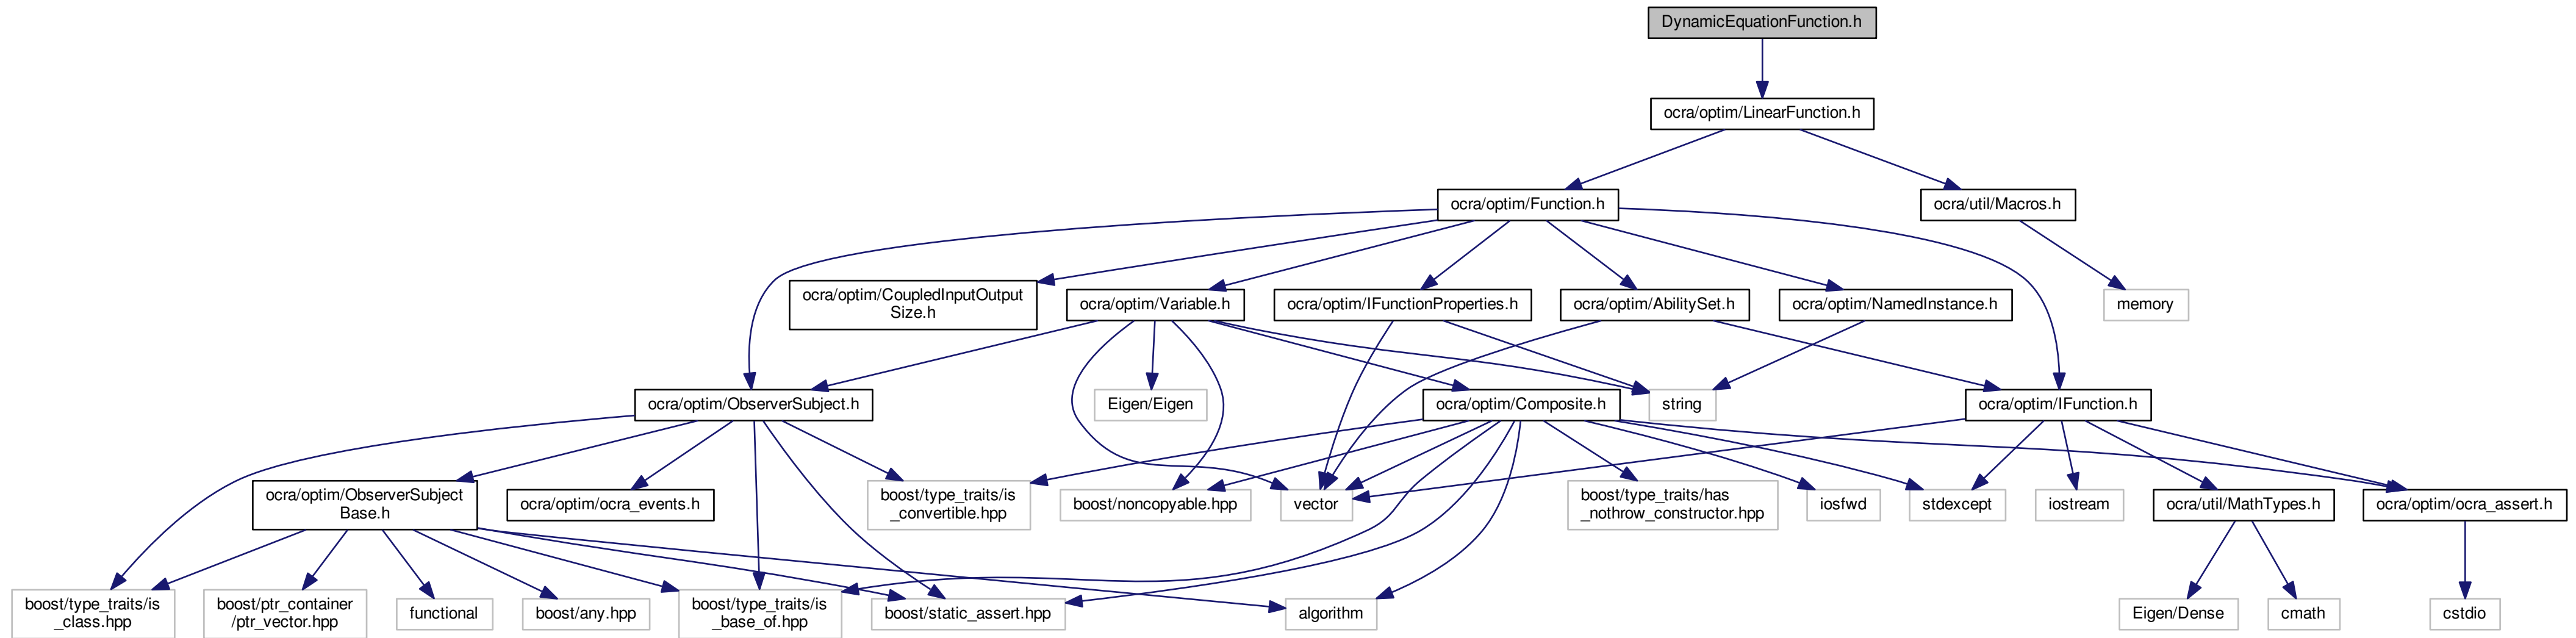 DynamicEquationFunction.h
ocra/optim/LinearFunction.h
ocra/optim/Function.h
ocra/util/Macros.h
ocra/optim/CoupledInputOutput
Size.h
ocra/optim/Variable.h
ocra/optim/IFunctionProperties.h
ocra/optim/AbilitySet.h
ocra/optim/NamedInstance.h
memory
ocra/optim/ObserverSubject.h
Eigen/Eigen
ocra/optim/Composite.h
string
ocra/optim/IFunction.h
ocra/optim/ObserverSubject
Base.h
ocra/optim/ocra_events.h
boost/type_traits/is
_convertible.hpp
boost/noncopyable.hpp
vector
boost/type_traits/has
_nothrow_constructor.hpp
iosfwd
stdexcept
iostream
ocra/util/MathTypes.h
ocra/optim/ocra_assert.h
boost/type_traits/is
_class.hpp
boost/ptr_container
/ptr_vector.hpp
functional
boost/any.hpp
boost/type_traits/is
_base_of.hpp
boost/static_assert.hpp
algorithm
Eigen/Dense
cmath
cstdio